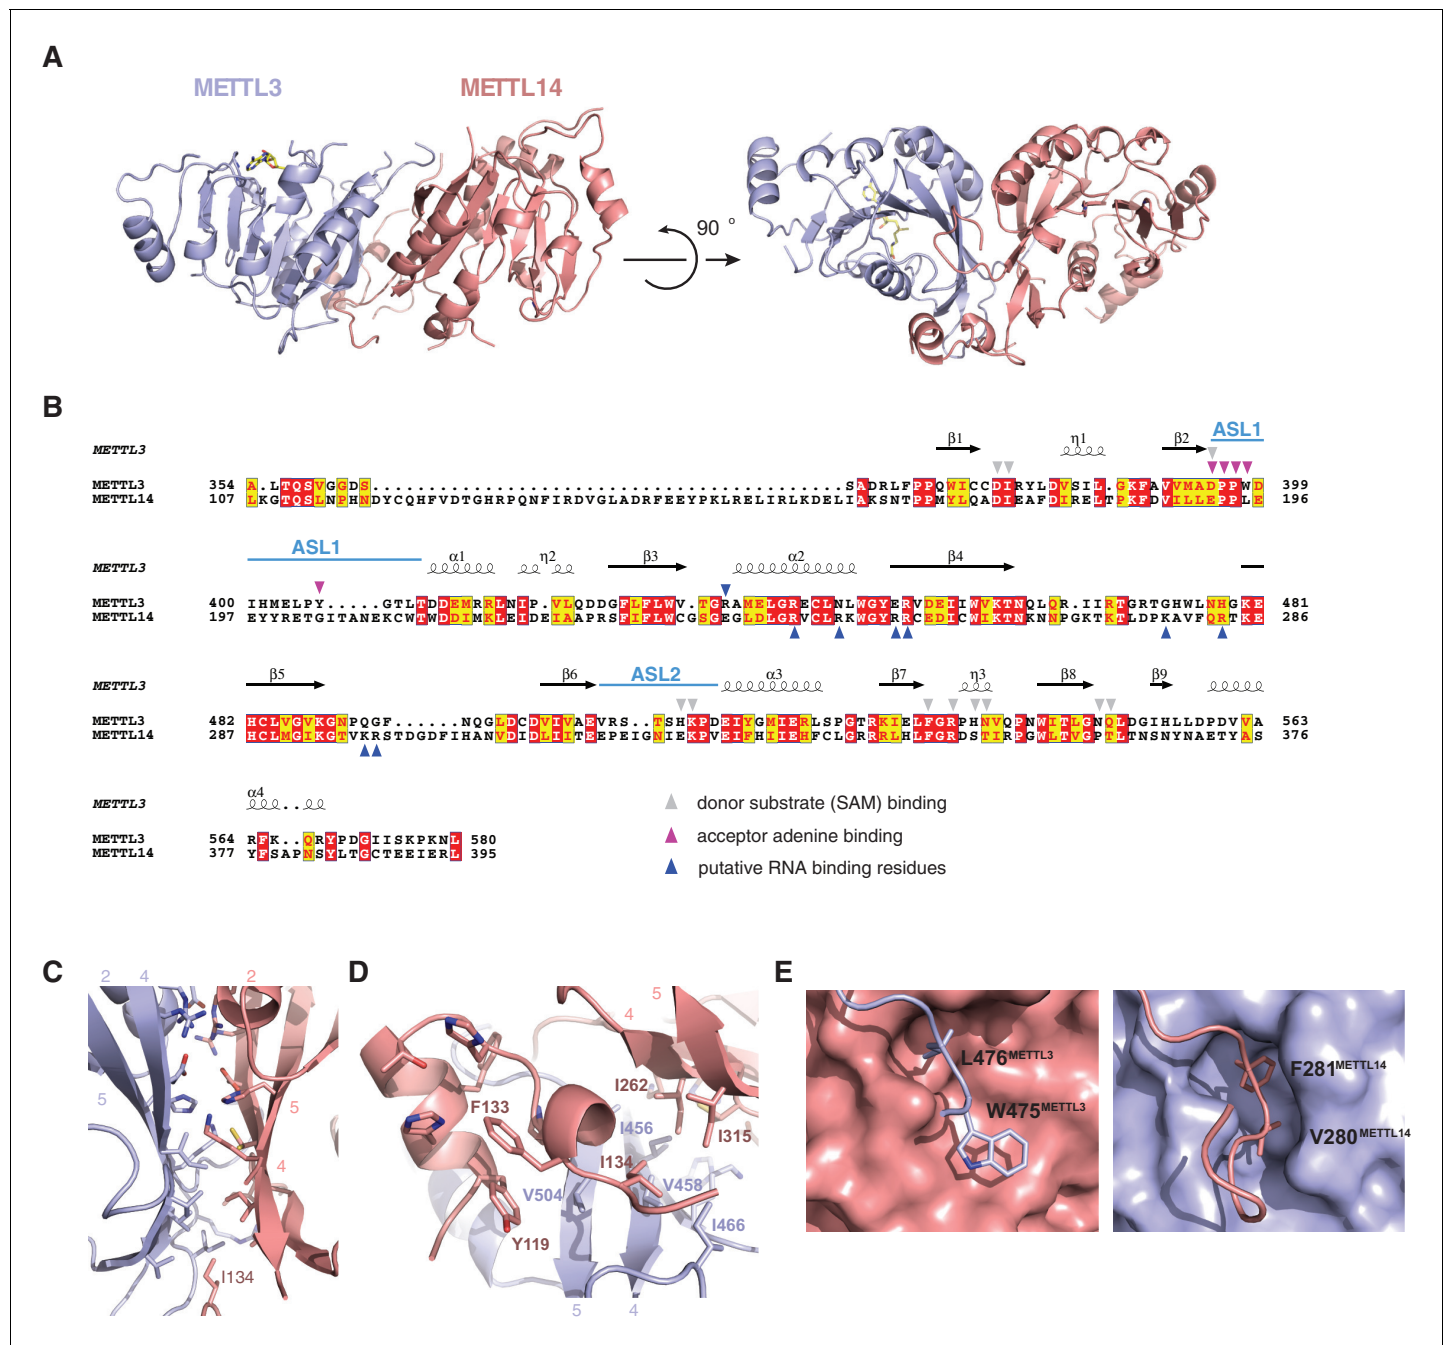 A
METTL3 METTL14
90 °
B
β1 η1 β2 ASL1
METTL3
METTL3 354 A.LTQSVGGDS.........................................SADRLFPPQWICCDIRYLDVSIL.GKFAVVMADPPWD 399
METTL14 107 LKGTQSLNPHNDYCQHFVDTGHRPQNFIRDVGLADRFEEYPKLRELIRLKDELIAKSNTPPMYLQADIEAFDIRELTPKFDVILLEPPLE 196
ASL1 α1 η2 β3 α2 β4
METTL3
METTL3 400 IHMELPY.....GTLTDDEMRRLNIP.VLQDDGFLFLWV.TGRAMELGRECLNLWGYERVDEIIWVKTNQLQR.IIRTGRTGHWLNHGKE 481
METTL14 197 EYYRETGITANEKCWTWDDIMKLEIDEIAAPRSFIFLWCGSGEGLDLGRVCLRKWGYRRCEDICWIKTNKNNPGKTKTLDPKAVFQRTKE 286
β5 β6 ASL2 α3 β7 η3 β8 β9
METTL3
METTL3 482 HCLVGVKGNPQGF......NQGLDCDVIVAEVRS..TSHKPDEIYGMIERLSPGTRKIELFGRPHNVQPNWITLGNQLDGIHLLDPDVVA 563
METTL14 287 HCLMGIKGTVKRSTDGDFIHANVDIDLIITEEPEIGNIEKPVEIFHIIEHFCLGRRRLHLFGRDSTIRPGWLTVGPTLTNSNYNAETYAS 376
α4
METTL3
METTL3 564 RFK..QRYPDGIISKPKNL 580
METTL14 377 YFSAPNSYLTGCTEEIERL 395
donor substrate (SAM) binding
acceptor adenine binding
putative RNA binding residues
C
2 4 2
5 5
4
I134
D
5
4
I262
F133
I456
I315
I134
V504
V458
I466
Y119
5 4
E
L476METTL3
W475METTL3
F281METTL14
V280METTL14